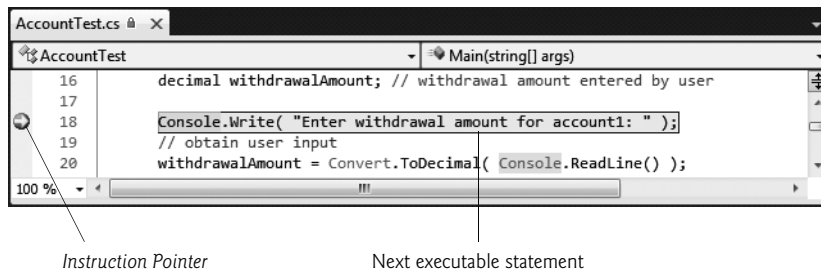 AccountTest.cs
AccountTest Main(string[] args)
16 decimal withdrawalAmount; // withdrawal amount entered by user
17
18 Console.Write( "Enter withdrawal amount for account1: " );
19 // obtain user input
20 withdrawalAmount = Convert.ToDecimal( Console.ReadLine() );
100 %
Instruction Pointer Next executable statement